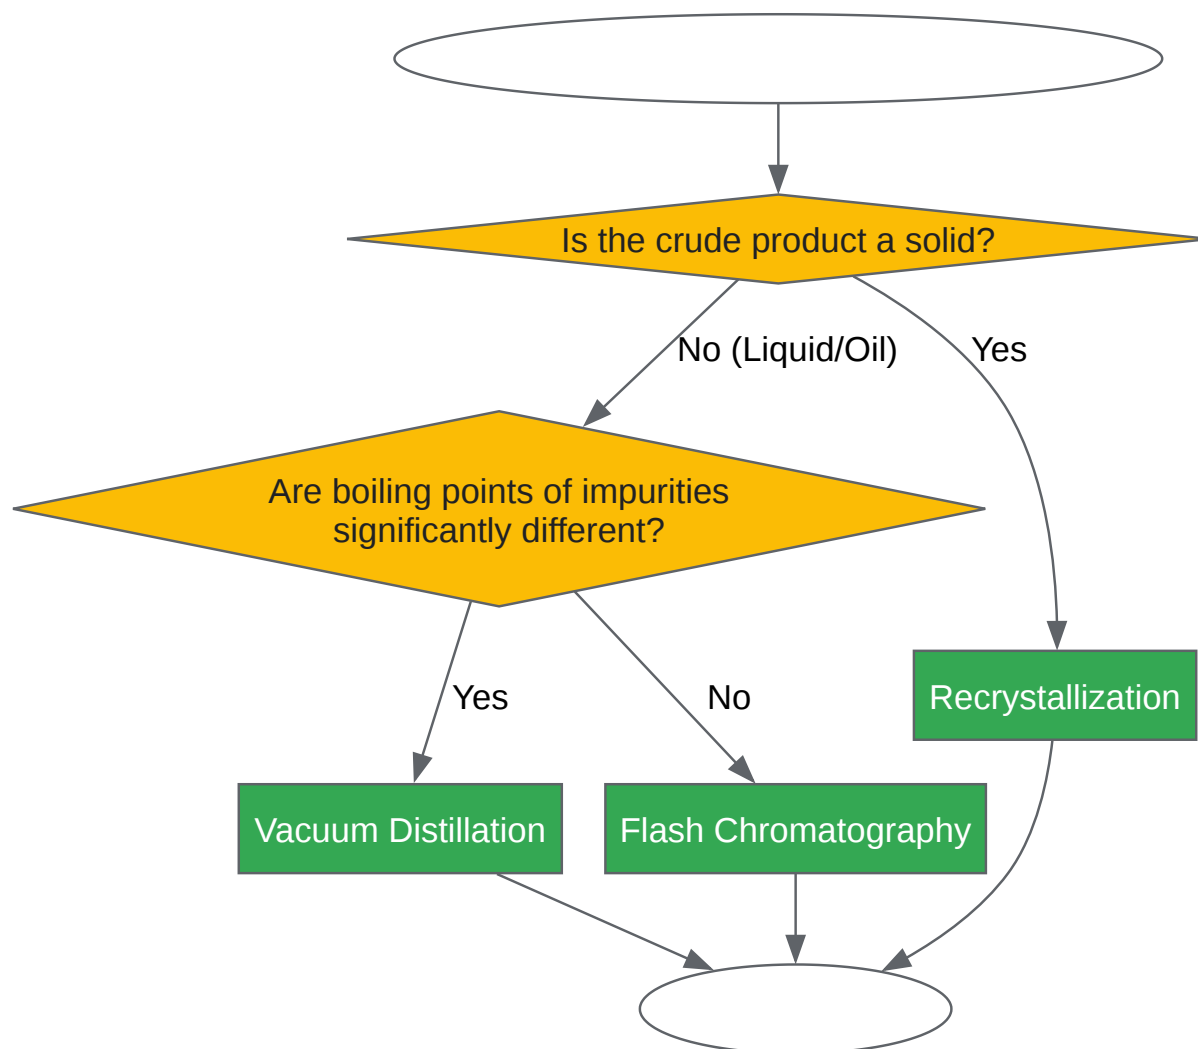 Is the crude product a solid?
No (Liquid/Oil)
Yes
Are boiling points of impurities
significantly different?
Yes
No
Recrystallization
Vacuum Distillation
Flash Chromatography